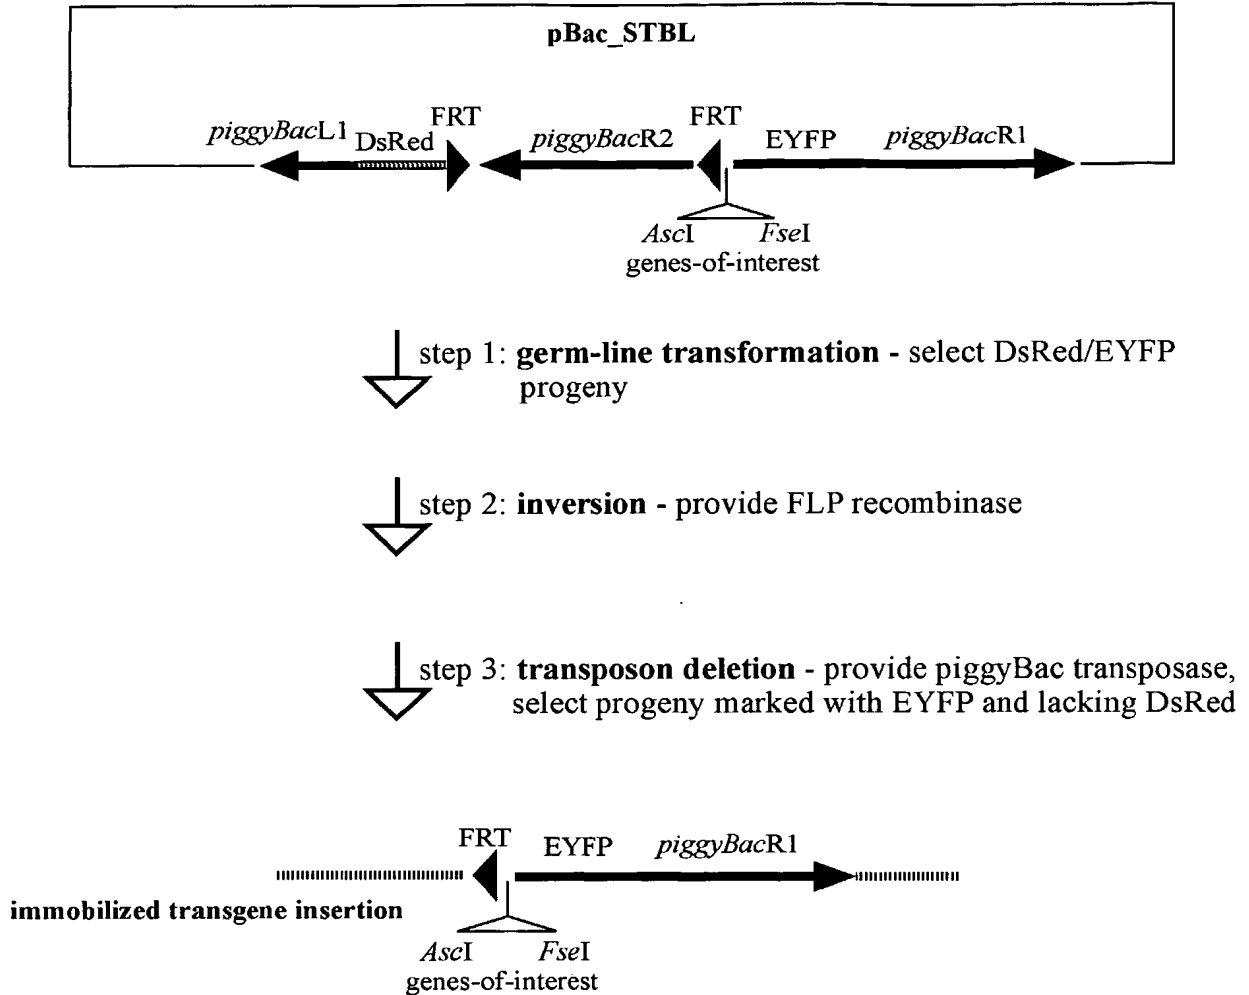 pBac_STBL
piggyBacL1 DsRed FRT piggyBacR2 FRT EYFP piggyBacR1
AscI FseI
genes-of-interest
step 1: germ-line transformation - select DsRed/EYFP
progeny
step 2: inversion - provide FLP recombinase
step 3: transposon deletion - provide piggyBac transposase,
select progeny marked with EYFP and lacking DsRed
FRT EYFP piggyBacR1
immobilized transgene insertion
AscI FseI
genes-of-interest